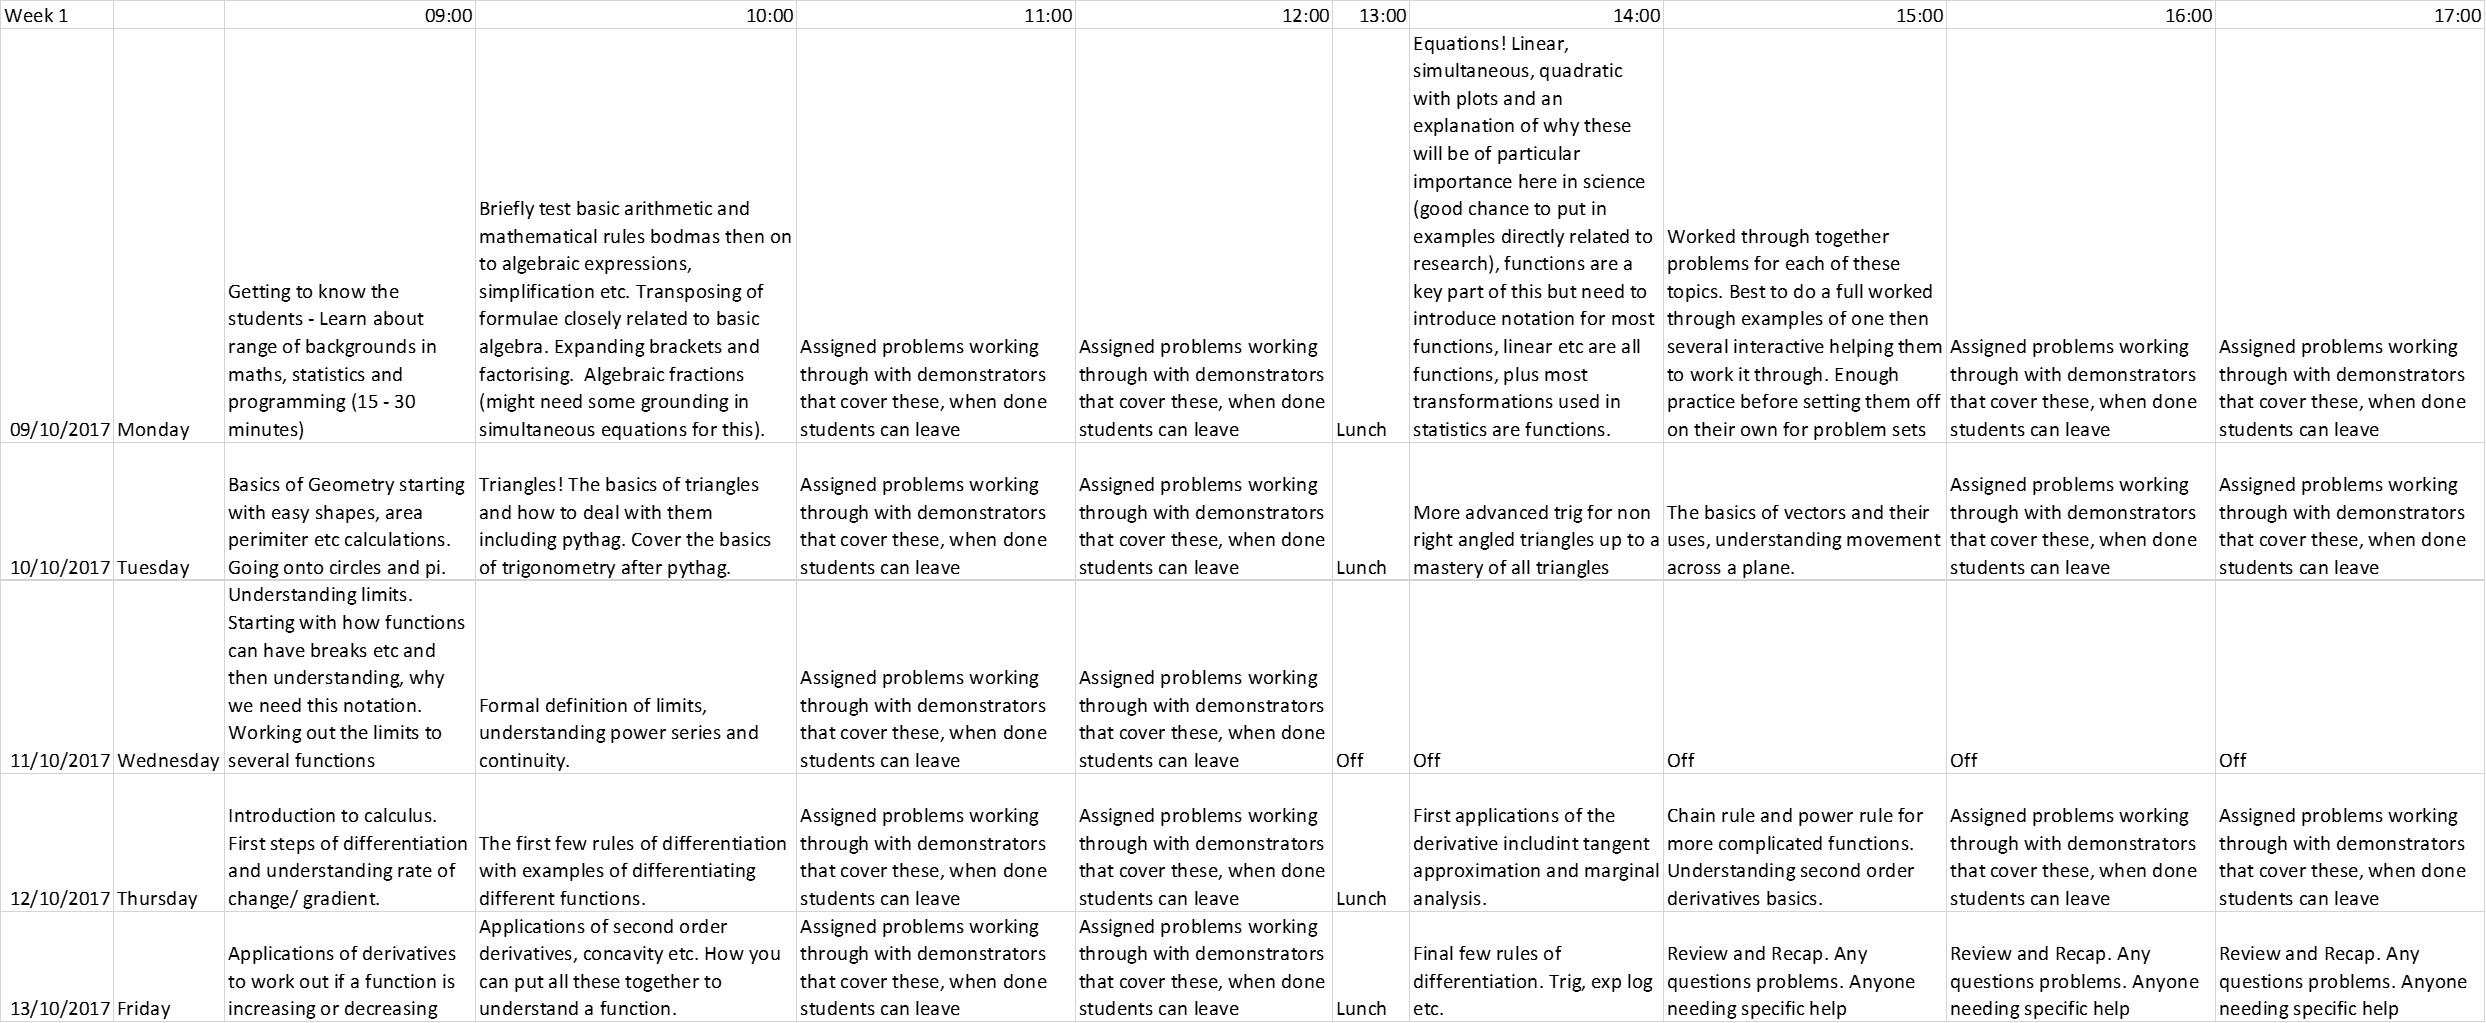 Week 1 09:00 10:00 11:00 12:00 13:00 14:00 15:00 16:00 17:00
09/10/2017 Monday
Getting to know the
students - Learn about
range of backgrounds in
maths, statistics and
programming (15 - 30
minutes)
Briefly test basic arithmetic and
mathematical rules bodmas then on
to algebraic expressions,
simplification etc. Transposing of
formulae closely related to basic
algebra. Expanding brackets and
factorising.  Algebraic fractions
(might need some grounding in
simultaneous equations for this).
Assigned problems working
through with demonstrators
that cover these, when done
students can leave
Assigned problems working
through with demonstrators
that cover these, when done
students can leave
Lunch
Equations! Linear,
simultaneous, quadratic
with plots and an
explanation of why these
will be of particular
importance here in science
(good chance to put in
examples directly related to
research), functions are a
key part of this but need to
introduce notation for most
functions, linear etc are all
functions, plus most
transformations used in
statistics are functions.
Worked through together
problems for each of these
topics. Best to do a full worked
through examples of one then
several interactive helping them
to work it through. Enough
practice before setting them off
on their own for problem sets
Assigned problems working
through with demonstrators
that cover these, when done
students can leave
Assigned problems working
through with demonstrators
that cover these, when done
students can leave
10/10/2017 Tuesday
Basics of Geometry starting
with easy shapes, area
perimiter etc calculations.
Going onto circles and pi.
Triangles! The basics of triangles
and how to deal with them
including pythag. Cover the basics
of trigonometry after pythag.
Assigned problems working
through with demonstrators
that cover these, when done
students can leave
Assigned problems working
through with demonstrators
that cover these, when done
students can leave
Lunch
More advanced trig for non
right angled triangles up to a
mastery of all triangles
The basics of vectors and their
uses, understanding movement
across a plane.
Assigned problems working
through with demonstrators
that cover these, when done
students can leave
Assigned problems working
through with demonstrators
that cover these, when done
students can leave
11/10/2017 Wednesday
Understanding limits.
Starting with how functions
can have breaks etc and
then understanding, why
we need this notation.
Working out the limits to
several functions
Formal definition of limits,
understanding power series and
continuity.
Assigned problems working
through with demonstrators
that cover these, when done
students can leave
Assigned problems working
through with demonstrators
that cover these, when done
students can leave
Off
Off
Off
Off
Off
12/10/2017 Thursday
Introduction to calculus.
First steps of differentiation
and understanding rate of
change/ gradient.
The first few rules of differentiation
with examples of differentiating
different functions.
Assigned problems working
through with demonstrators
that cover these, when done
students can leave
Assigned problems working
through with demonstrators
that cover these, when done
students can leave
Lunch
First applications of the
derivative includint tangent
approximation and marginal
analysis.
Chain rule and power rule for
more complicated functions.
Understanding second order
derivatives basics.
Assigned problems working
through with demonstrators
that cover these, when done
students can leave
Assigned problems working
through with demonstrators
that cover these, when done
students can leave
13/10/2017 Friday
Applications of derivatives
to work out if a function is
increasing or decreasing
Applications of second order
derivatives, concavity etc. How you
can put all these together to
understand a function.
Assigned problems working
through with demonstrators
that cover these, when done
students can leave
Assigned problems working
through with demonstrators
that cover these, when done
students can leave
Lunch
Final few rules of
differentiation. Trig, exp log
etc.
Review and Recap. Any
questions problems. Anyone
needing specific help
Review and Recap. Any
questions problems. Anyone
needing specific help
Review and Recap. Any
questions problems. Anyone
needing specific help